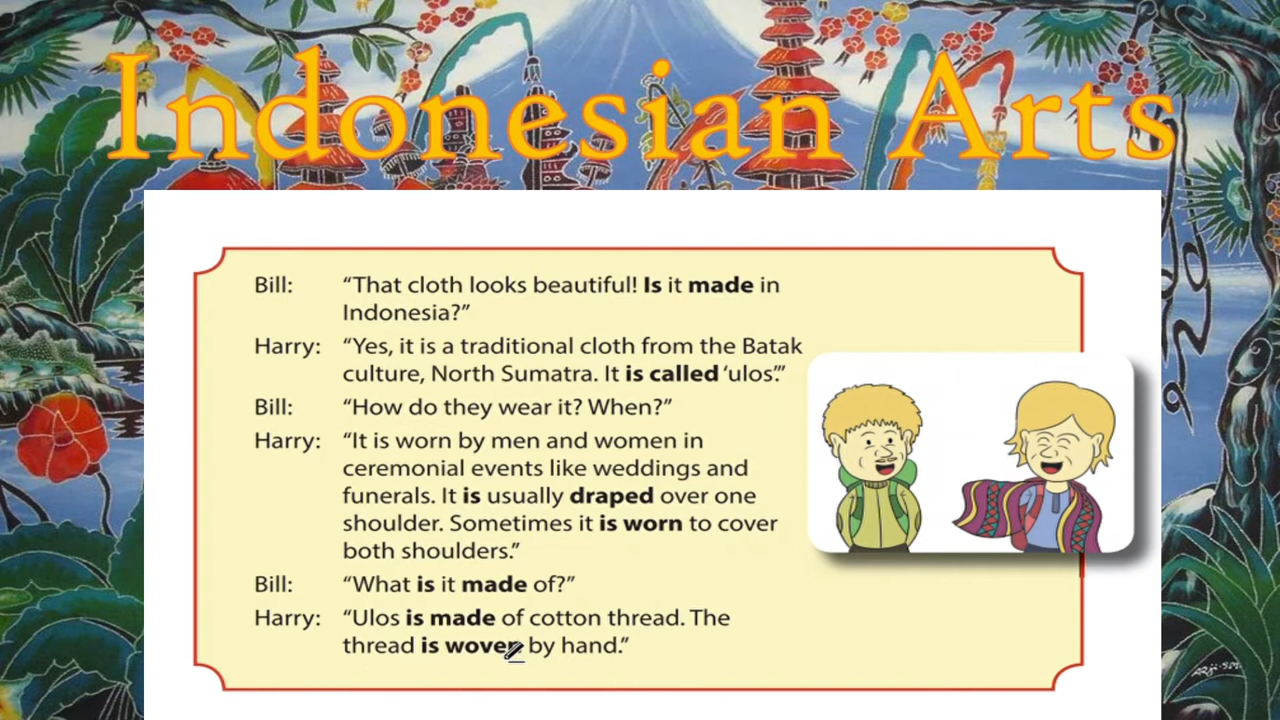 Indonesian Arts
Bill: “That cloth looks beautiful! Is it made in
Indonesia?”
Harry: “Yes, it is a traditional cloth from the Batak
culture, North Sumatra. It is called ‘ulos’.”
Bill: “How do they wear it? When?”
Harry: “It is worn by men and women in
ceremonial events like weddings and
funerals. It is usually draped over one
shoulder. Sometimes it is worn to cover
both shoulders.”
Bill: “What is it made of?”
Harry: “Ulos is made of cotton thread. The
thread is woven by hand.”